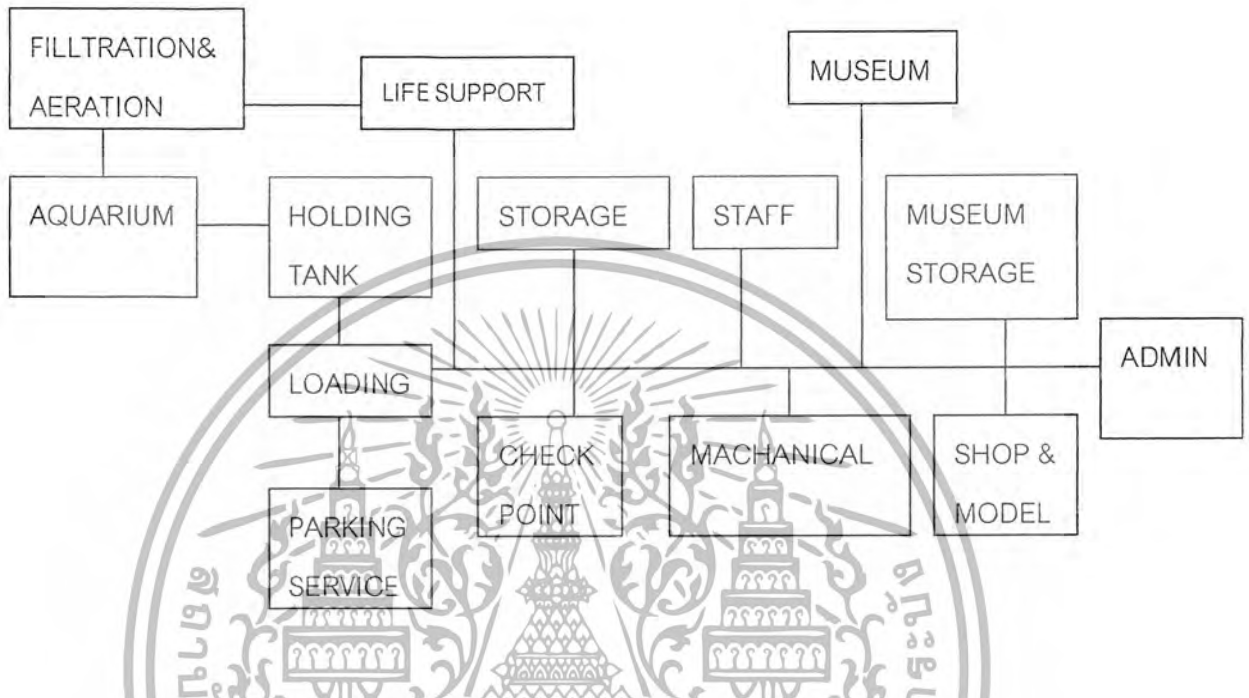 FILLTRATION&
AERATION
LIFE SUPPORT
MUSEUM
AQUARIUM
HOLDING
TANK
STORAGE
STAFF
MUSEUM
STORAGE
ADMIN
LOADING
CHECK
POINT
MACHANICAL
SHOP &
MODEL
PARKING
SERVICE